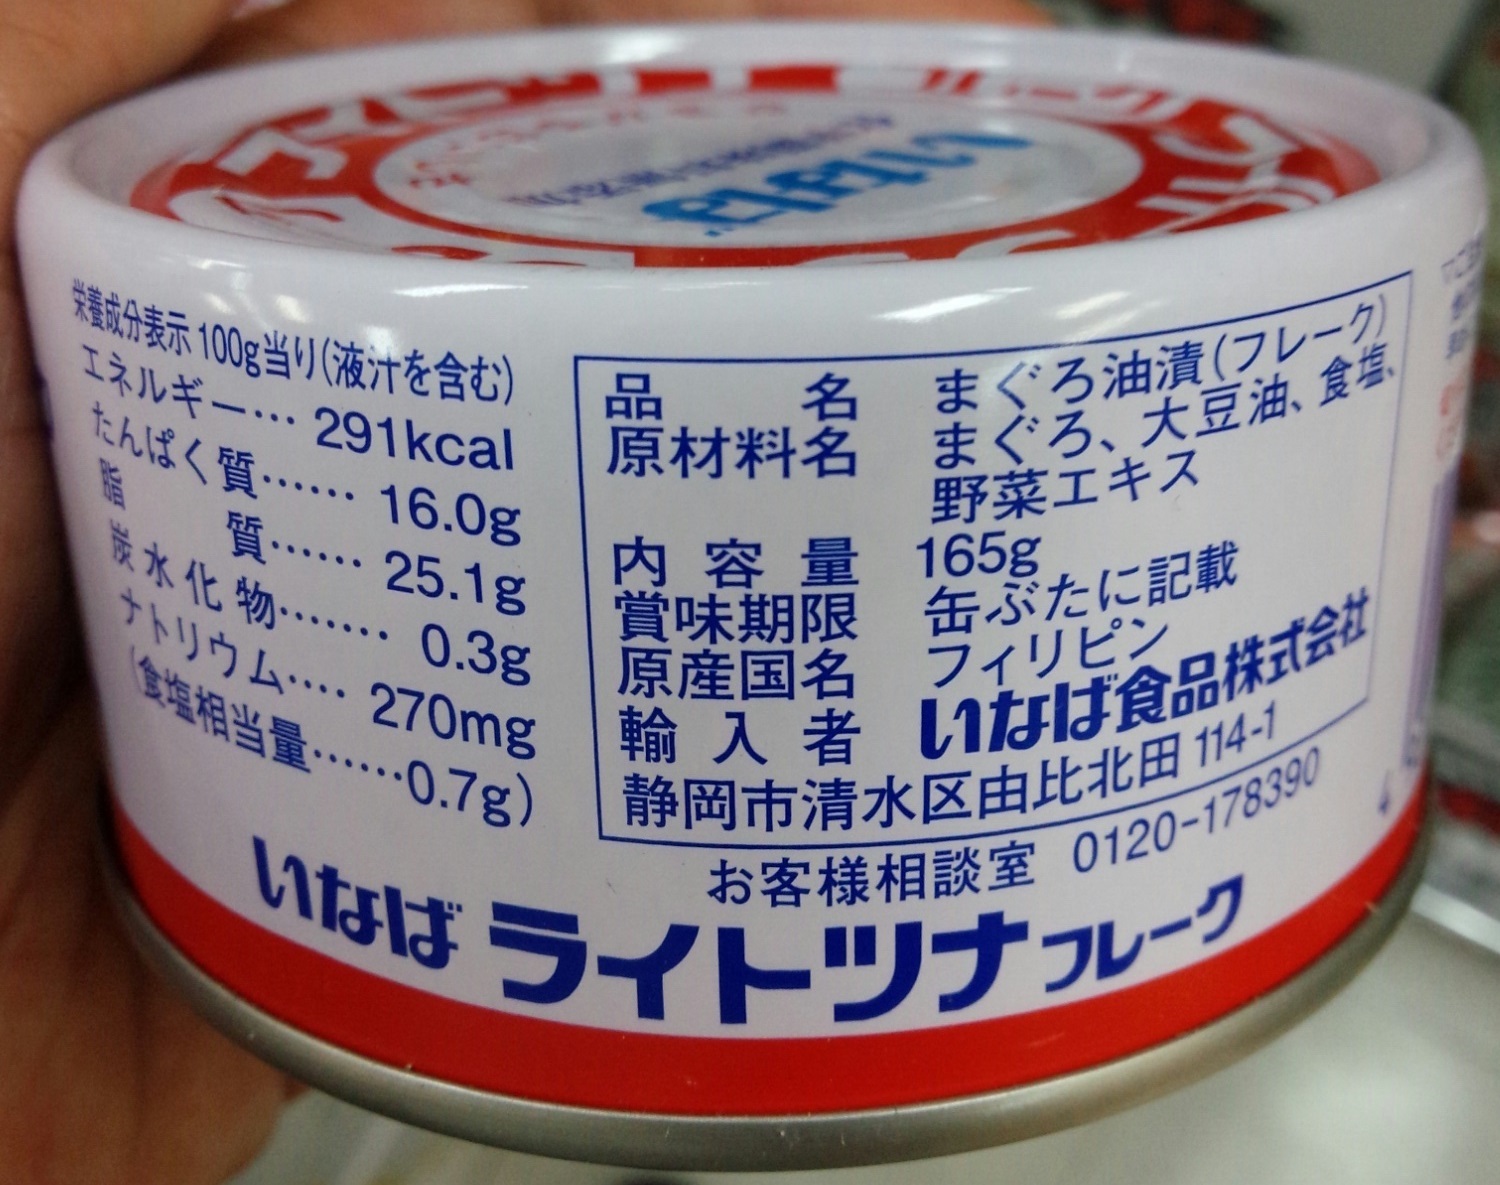 いなば
栄養成分表示 100g当り(液汁を含む)
エネルギー… 291kcal
たんぱく質…… 16.0g
脂質…… 25.1g
炭水化物…… 0.3g
ナトリウム…. 270mg
(食塩相当量……0.7g)
品名 まぐろ油漬(フレーク)
原材料名 まぐろ、大豆油、食塩、
野菜エキス
内容量 165g
賞味期限 缶ぶたに記載
原産国名 フィリピン
輸入者 いなば食品株式会社
静岡市清水区由比北田 114-1
お客様相談室 0120-178390
いなば ライトツナフレーク